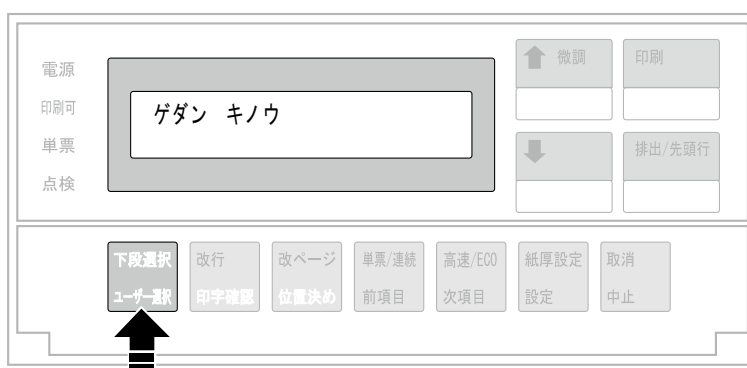 電源
印刷可
単票
点検
ゲダン キノウ
微調
印刷
排出/先頭行
下段選択
ユーザー選択
改行
印字確認
改ページ
位置決め
単票/連続
前項目
高速/ECO
次項目
紙厚設定
設定
取消
中止